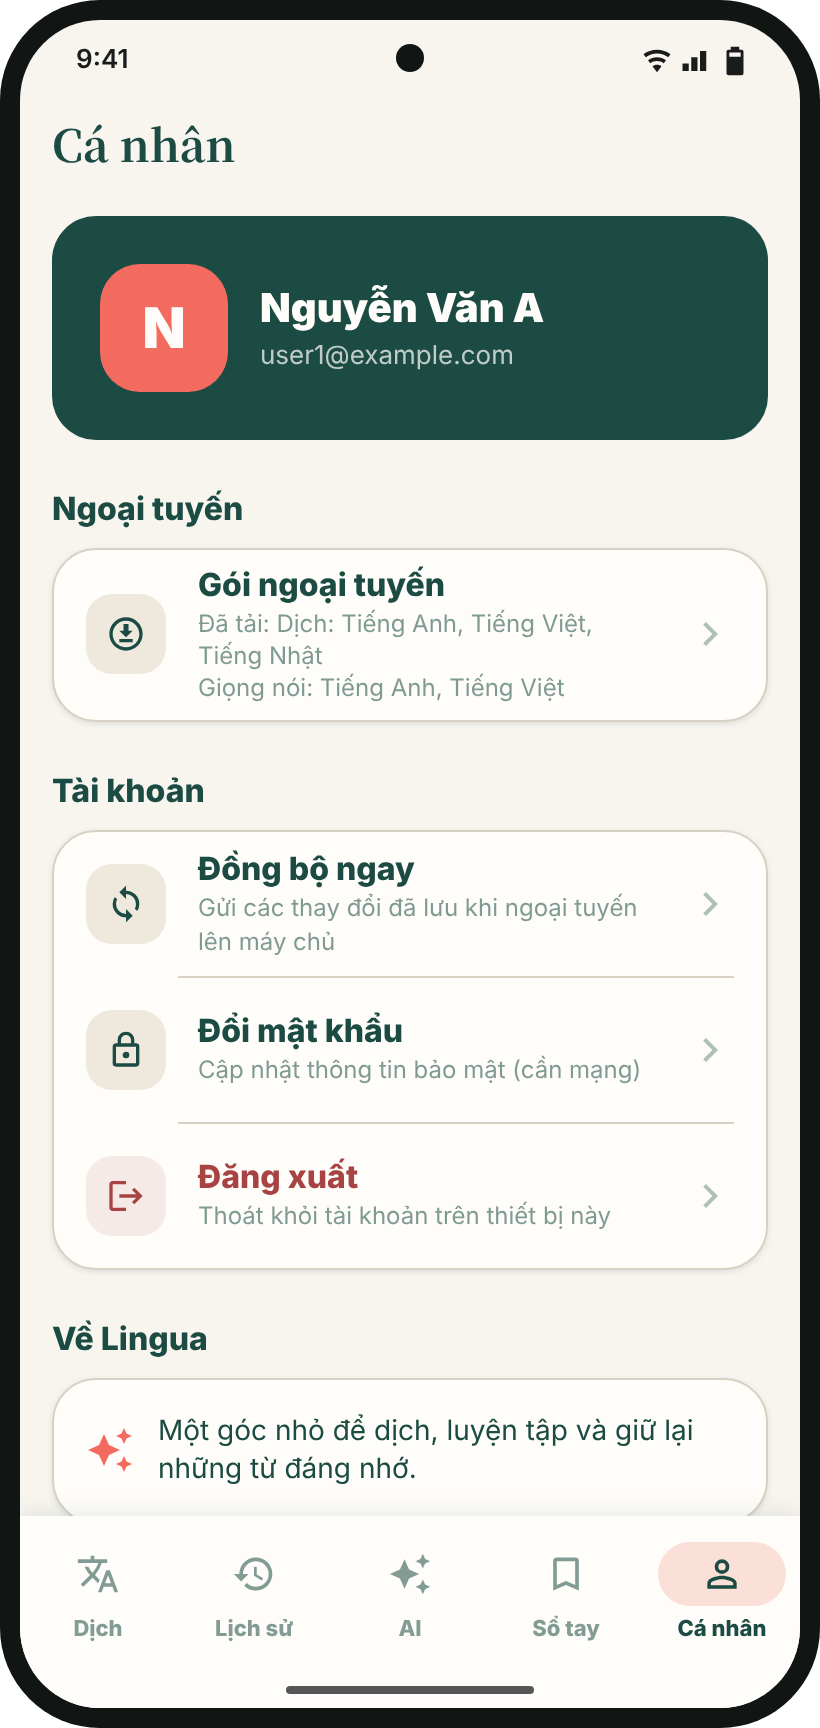 9:41
Cá nhân
N
Nguyễn Văn A
user1@example.com
Ngoại tuyến
Gói ngoại tuyến
Đã tải: Dịch: Tiếng Anh, Tiếng Việt,
Tiếng Nhật
Giọng nói: Tiếng Anh, Tiếng Việt
Tài khoản
Đồng bộ ngay
Gửi các thay đổi đã lưu khi ngoại tuyến
lên máy chủ
Đổi mật khẩu
Cập nhật thông tin bảo mật (cần mạng)
Đăng xuất
Thoát khỏi tài khoản trên thiết bị này
Về Lingua
Một góc nhỏ để dịch, luyện tập và giữ lại
những từ đáng nhớ.
Dịch
Lịch sử
AI
Sổ tay
Cá nhân